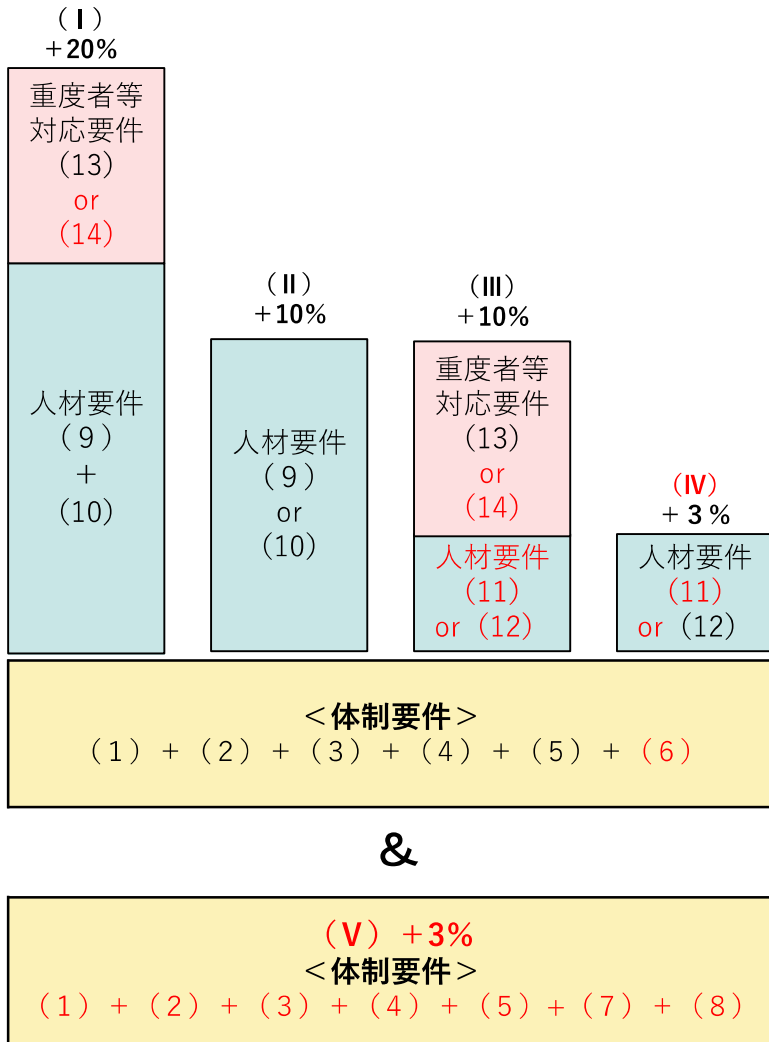 （Ⅰ）
+20%
重度者等
対応要件
（13）
or
（14）
人材要件
（９）
＋
（10）
（Ⅱ）
+10%
人材要件
（９）
or
（10）
（Ⅲ）
+10%
重度者等
対応要件
（13）
or
（14）
人材要件
（11）
or（12）
（Ⅳ）
+３%
人材要件
（11）
or（12）
＜体制要件＞
（1）＋（2）＋（3）＋（4）＋（5）＋（6）
&
（Ⅴ）+3%
＜体制要件＞
（1）＋（2）＋（3）＋（4）＋（5）+（7）＋（8）